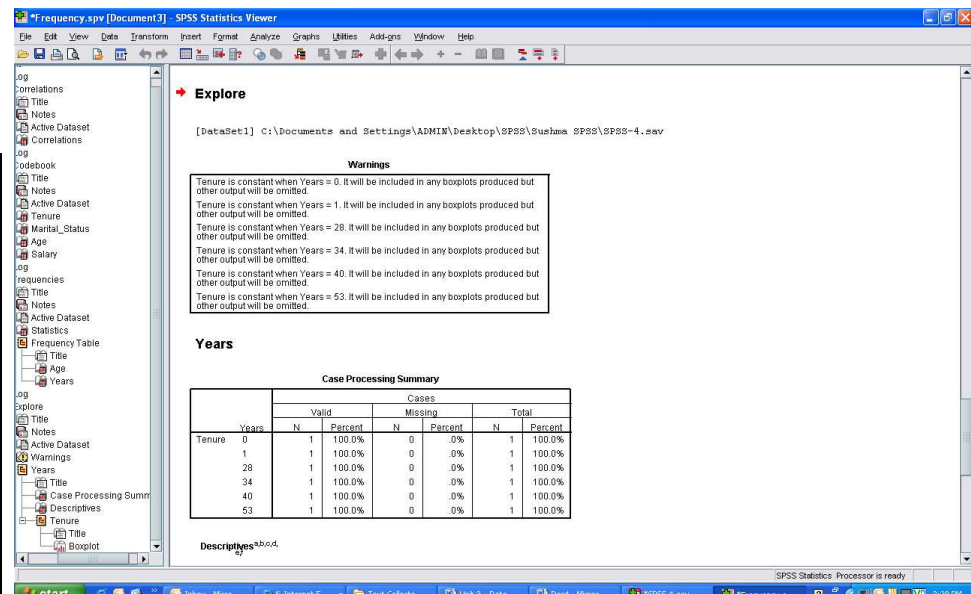 *Frequency.spv [Document3] - SPSS Statistics Viewer
File Edit View Data Transform Insert Format Analyze Graphs Utilities Add-ons Window Help
.og
Correlations
Title
Notes
Active Dataset
Correlations
.og
Codebook
Title
Notes
Active Dataset
Tenure
Marital_Status
Age
Salary
.og
requencies
Title
Notes
Active Dataset
Statistics
Frequency Table
Title
Age
Years
.og
Explore
Title
Notes
Active Dataset
Warnings
Years
Title
Case Processing Summ
Descriptives
Tenure
Title
Boxplot
Explore
[DataSet1] C:\Documents and Settings\ADMIN\Desktop\SPSS\Sushma SPSS\SPSS-4.sav
Warnings
Tenure is constant when Years = 0. It will be included in any boxplots produced but
other output will be omitted.
Tenure is constant when Years = 1. It will be included in any boxplots produced but
other output will be omitted.
Tenure is constant when Years = 28. It will be included in any boxplots produced but
other output will be omitted.
Tenure is constant when Years = 34. It will be included in any boxplots produced but
other output will be omitted.
Tenure is constant when Years = 40. It will be included in any boxplots produced but
other output will be omitted.
Tenure is constant when Years = 53. It will be included in any boxplots produced but
other output will be omitted.
Years
Case Processing Summary
Cases
Valid Missing Total
Years N Percent N Percent N Percent
Tenure 0 1 100.0% 0 .0% 1 100.0%
1 1 100.0% 0 .0% 1 100.0%
28 1 100.0% 0 .0% 1 100.0%
34 1 100.0% 0 .0% 1 100.0%
40 1 100.0% 0 .0% 1 100.0%
53 1 100.0% 0 .0% 1 100.0%
Descriptives a,b,c,d,
e,f
SPSS Statistics Processor is ready
start